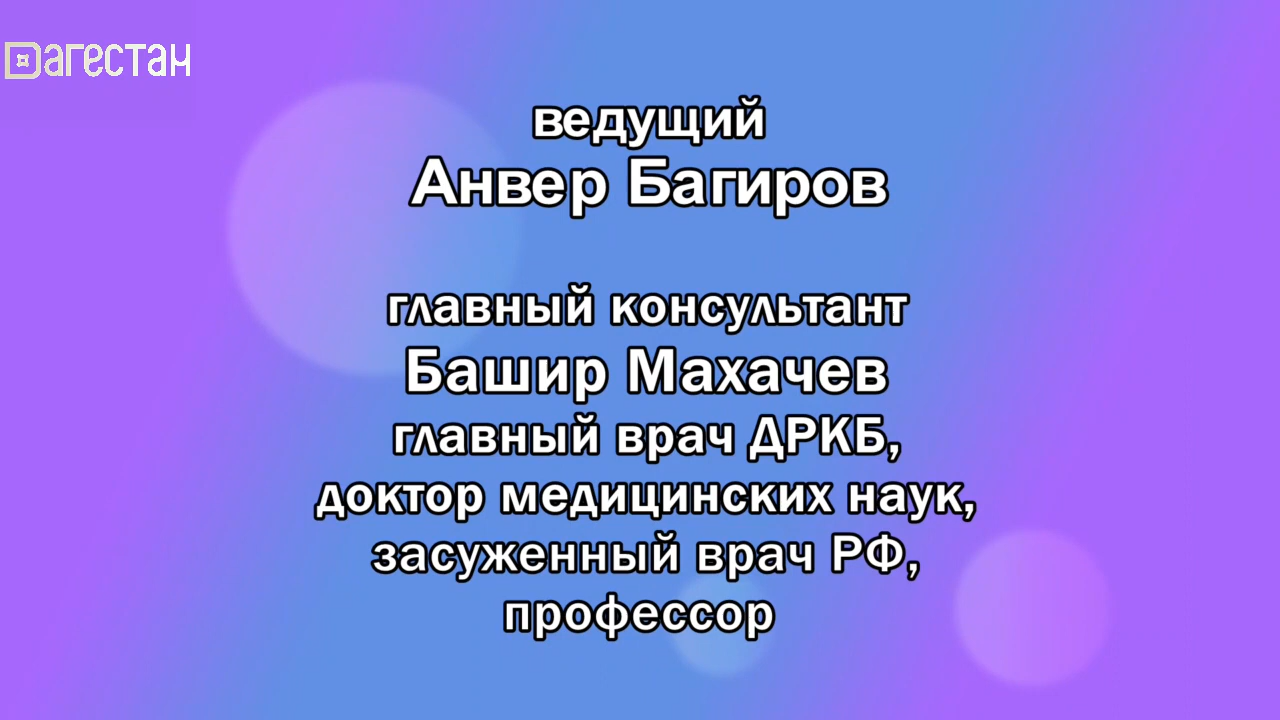 Дагестан
ведущий
Анвер Багиров
главный консультант
Башир Махачев
главный врач ДРКБ,
доктор медицинских наук,
засуженный врач РФ,
профессор